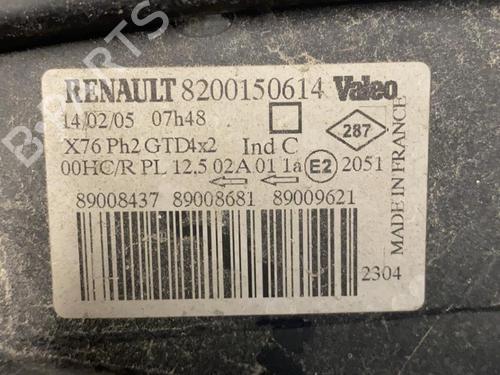 RENAULT 8200150614 Valeo
14/02/05 07h48
287
X76 Ph2 GTD4x2 Ind C
00HC/R PL 12,5 02A 01 1a E2 2051
89008437 89008681 89009621
2304
MADE IN FRANCE
PARTS